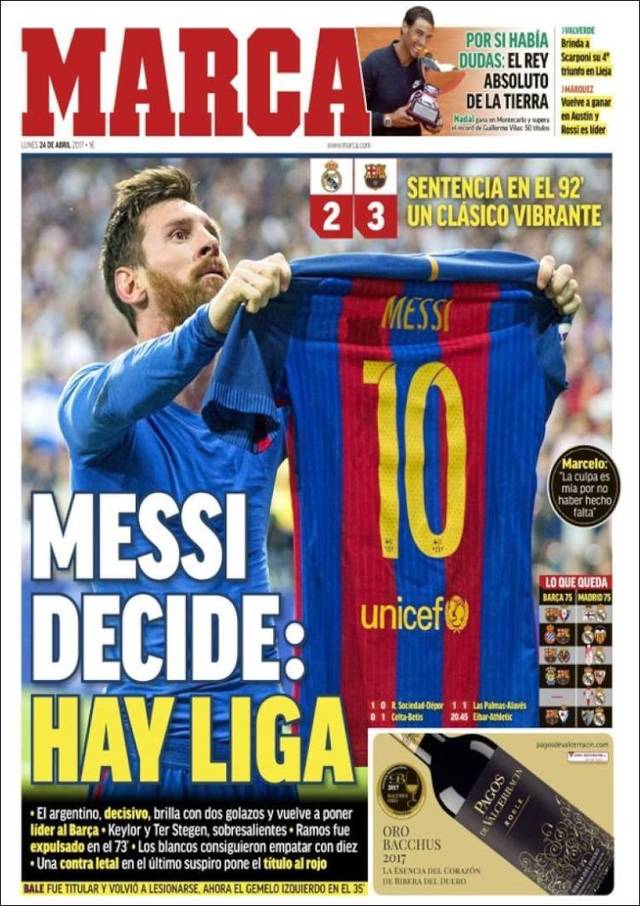 MARCA
LUNES 24 DE ABRIL 2017 • 1€
www.marca.com
POR SI HABÍA
DUDAS: EL REY
ABSOLUTO
DE LA TIERRA
Nadal gana en Montecarlo y supera
el récord de Guillermo Vilas: 50 títulos
VALVERDE
Brinda a
Scarponi su 4º
triunfo en Lieja
MÁRQUEZ
Vuelve a ganar
en Austin y
Rossi es líder
2 3
SENTENCIA EN EL 92'
UN CLÁSICO VIBRANTE
MESSI
10
unicef
Marcelo:
"La culpa es
mía por no
haber hecho
falta"
MESSI
DECIDE:
HAY LIGA
LO QUE QUEDA
BARÇA 75 MADRID 75
1 0 R. Sociedad-Dépor 1 1 Las Palmas-Alavés
0 1 Celta-Betis 20.45 Eibar-Athletic
• El argentino, decisivo, brilla con dos golazos y vuelve a poner
líder al Barça • Keylor y Ter Stegen, sobresalientes • Ramos fue
expulsado en el 73' • Los blancos consiguieron empatar con diez
• Una contra letal en el último suspiro pone el título al rojo
BALE FUE TITULAR Y VOLVIÓ A LESIONARSE, AHORA EL GEMELO IZQUIERDO EN EL 35'
pagosdevalcerracin.com
B
2017
PAGOS
DE VALCERRACIN
ROBLE
ORO
BACCHUS
2017
LA ESENCIA DEL CORAZÓN
DE RIBERA DEL DUERO